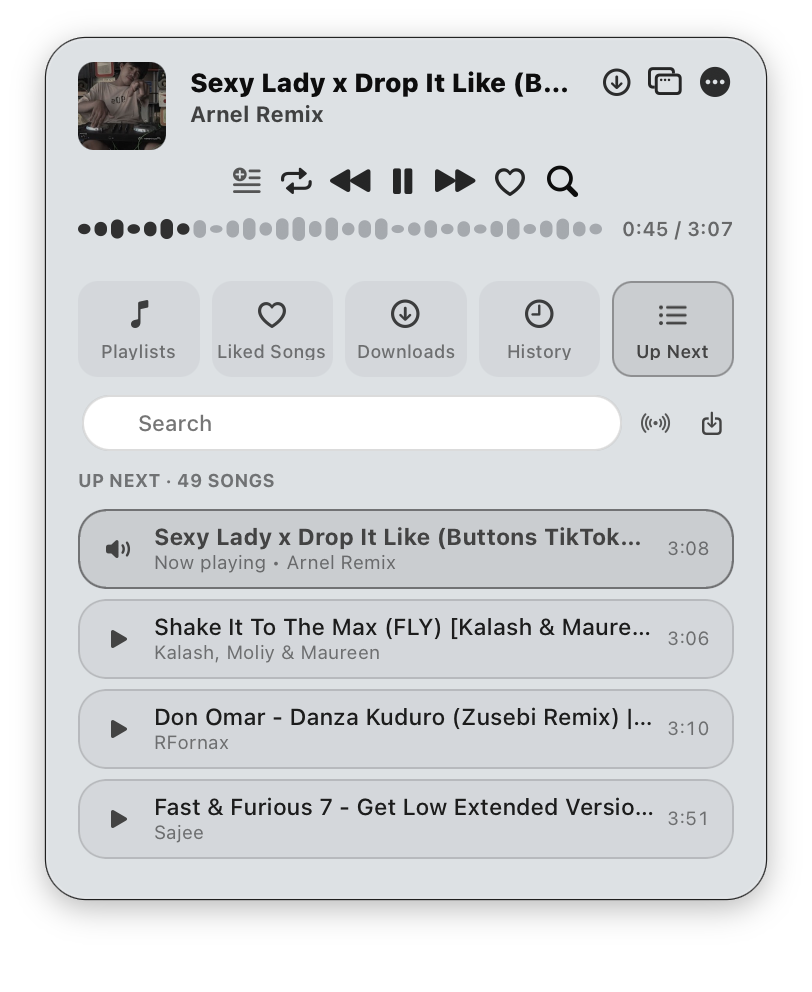 Sexy Lady x Drop It Like (B...
Arnel Remix
0:45 / 3:07
Playlists
Liked Songs
Downloads
History
Up Next
Search
UP NEXT · 49 SONGS
Sexy Lady x Drop It Like (Buttons TikTok...
Now playing • Arnel Remix
3:08
Shake It To The Max (FLY) [Kalash & Maure...
Kalash, Moliy & Maureen
3:06
Don Omar - Danza Kuduro (Zusebi Remix) |...
RFornax
3:10
Fast & Furious 7 - Get Low Extended Versio...
Sajee
3:51